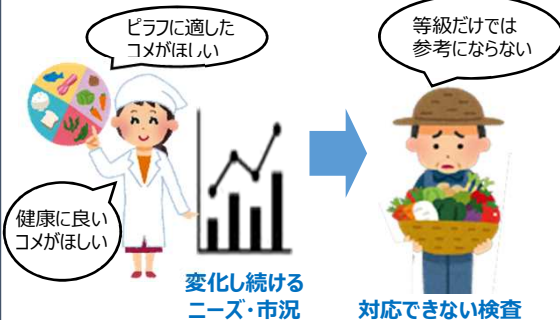 ピラフに適した
コメがほしい
健康に良い
コメがほしい
変化し続ける
ニーズ・市況
等級だけでは
参考にならない
対応できない検査